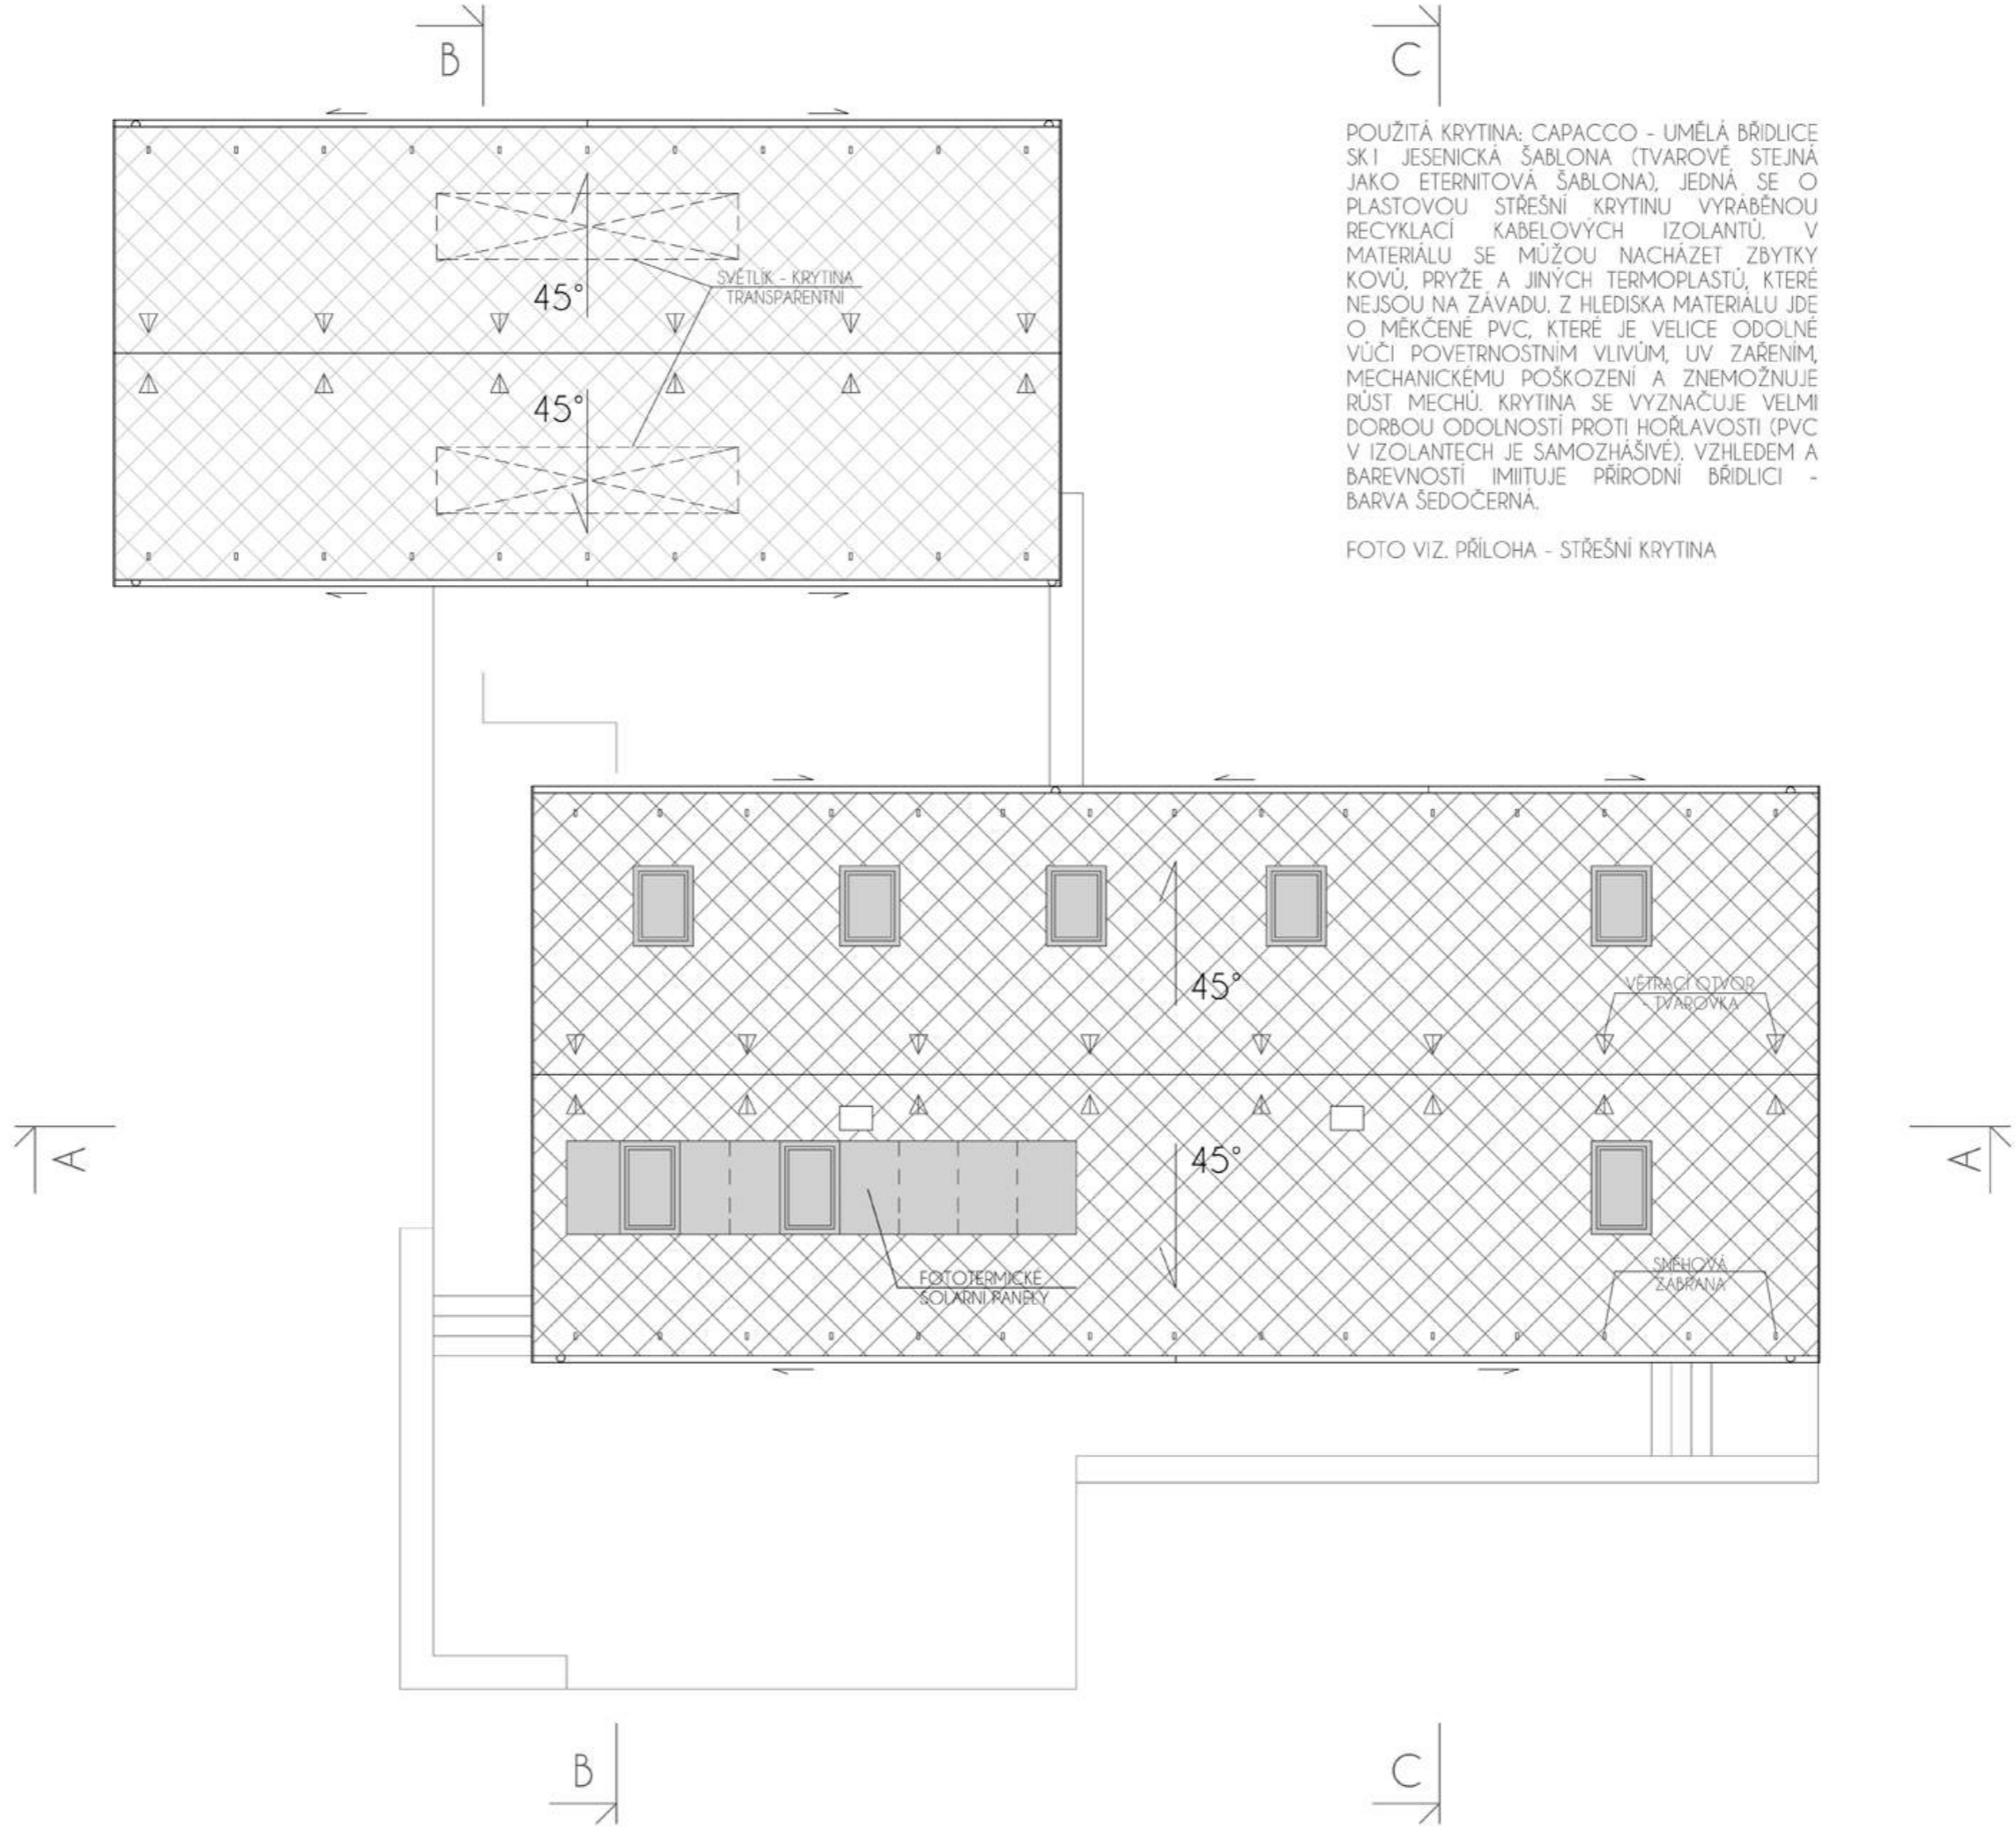 B
C
POUŽITÁ KRYTINA: CAPACCO - UMĚLÁ BŘIDLICE
SK1 JESENICKÁ ŠABLONA (TVAROVĚ STEJNÁ
JAKO ETERNITOVÁ ŠABLONA), JEDNÁ SE O
PLASTOVOU STŘEŠNÍ KRYTINU VYRÁBĚNOU
RECYKLACÍ KABELOVÝCH IZOLANTŮ. V
MATERIÁLU SE MŮŽOU NACHÁZET ZBYTKY
KOVŮ, PRYŽE A JINÝCH TERMOPLASTŮ, KTERÉ
NEJSOU NA ZÁVADU. Z HLEDISKA MATERIÁLU JDE
O MĚKČENÉ PVC, KTERÉ JE VELICE ODOLNÉ
VŮČI POVETRNOSTNÍM VLIVŮM, UV ZAŘENÍM,
MECHANICKÉMU POŠKOZENÍ A ZNEMOŽNUJE
RŮST MECHŮ. KRYTINA SE VYZNAČUJE VELMI
DORBOU ODOLNOSTÍ PROTI HOŘLAVOSTI (PVC
V IZOLANTECH JE SAMOZHÁŠIVÉ). VZHLEDEM A
BAREVNOSTÍ IMIITUJE PŘÍRODNÍ BŘIDLICI -
BARVA ŠEDOČERNÁ.
FOTO VIZ. PŘÍLOHA - STŘEŠNÍ KRYTINA
SVĚTLÍK - KRYTINA
TRANSPARENTNÍ
45°
45°
45°
VĚTRACÍ OTVOR
- TVAROVKA
A
A
45°
FOTOTERMICKÉ
SOLÁRNÍ PANELY
SNĚHOVÁ
ZÁBRANA
B
C